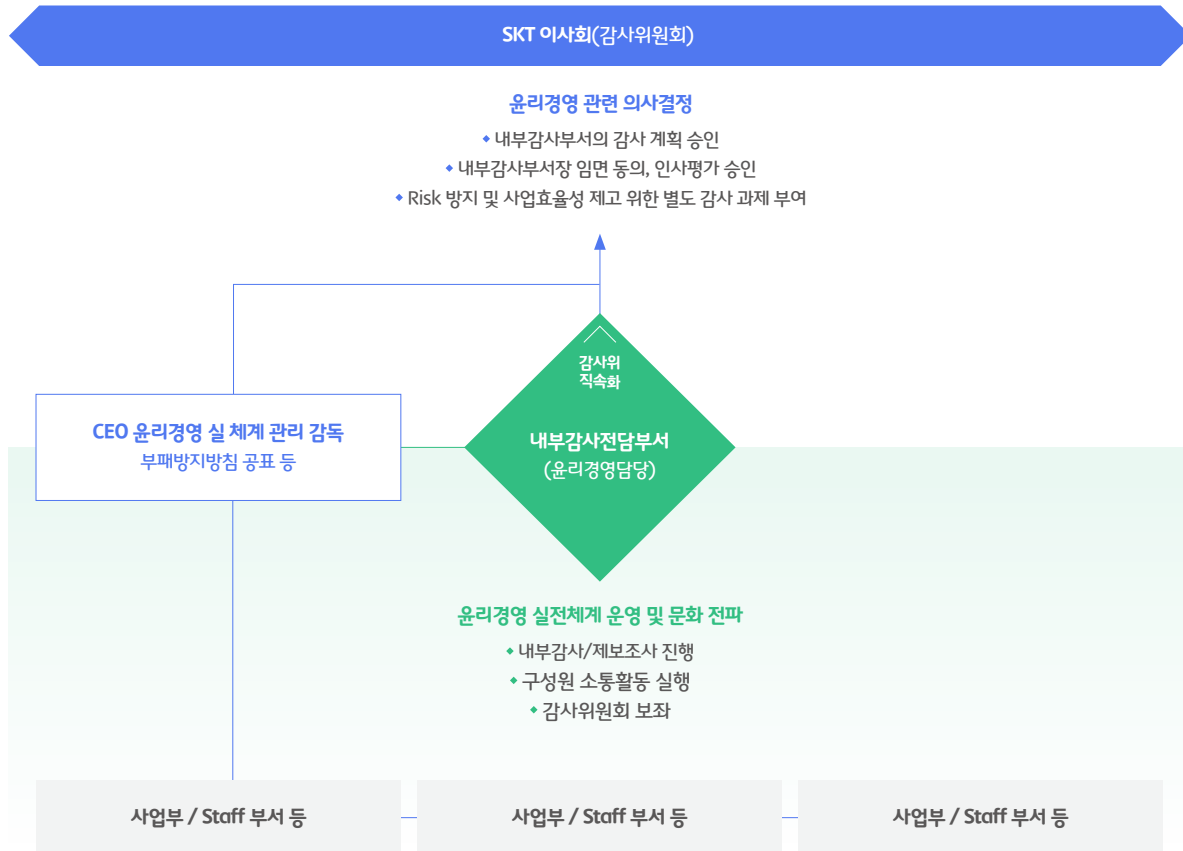 SKT 이사회(감사위원회)
윤리경영 관련 의사결정
내부감사부서의 감사 계획 승인
내부감사부서장 임면 동의, 인사평가 승인
Risk 방지 및 사업효율성 제고 위한 별도 감사 과제 부여
감사위
직속화
CEO 윤리경영 실 체계 관리 감독
부패방지방침 공표 등
내부감사전담부서
(윤리경영담당)
윤리경영 실전체계 운영 및 문화 전파
내부감사/제보조사 진행
구성원 소통활동 실행
감사위원회 보좌
사업부 / Staff 부서 등
사업부 / Staff 부서 등
사업부 / Staff 부서 등